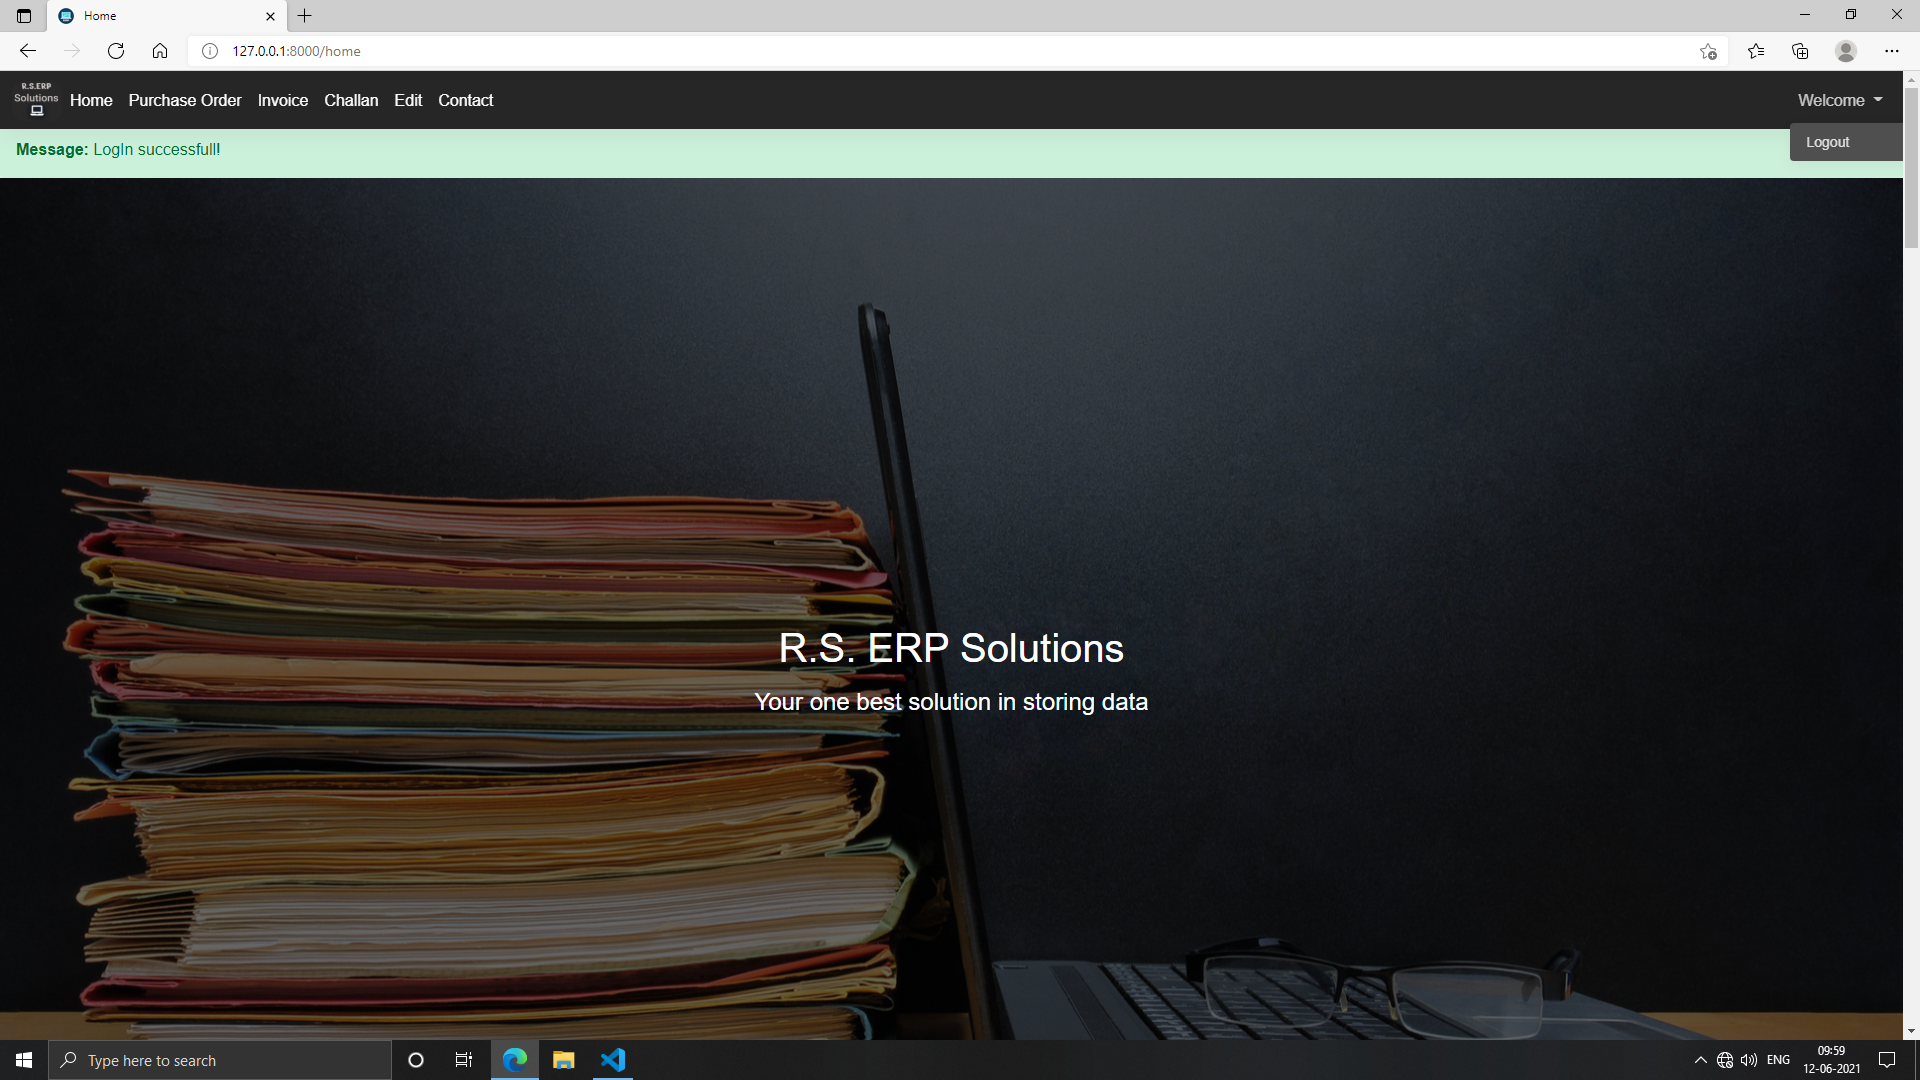 Home
127.0.0.1:8000/home
R.S.ERP
Solutions
Home Purchase Order Invoice Challan Edit Contact Welcome
Message: LogIn successfull!
Logout
R.S. ERP Solutions
Your one best solution in storing data
Type here to search
ENG
09:59
12-06-2021